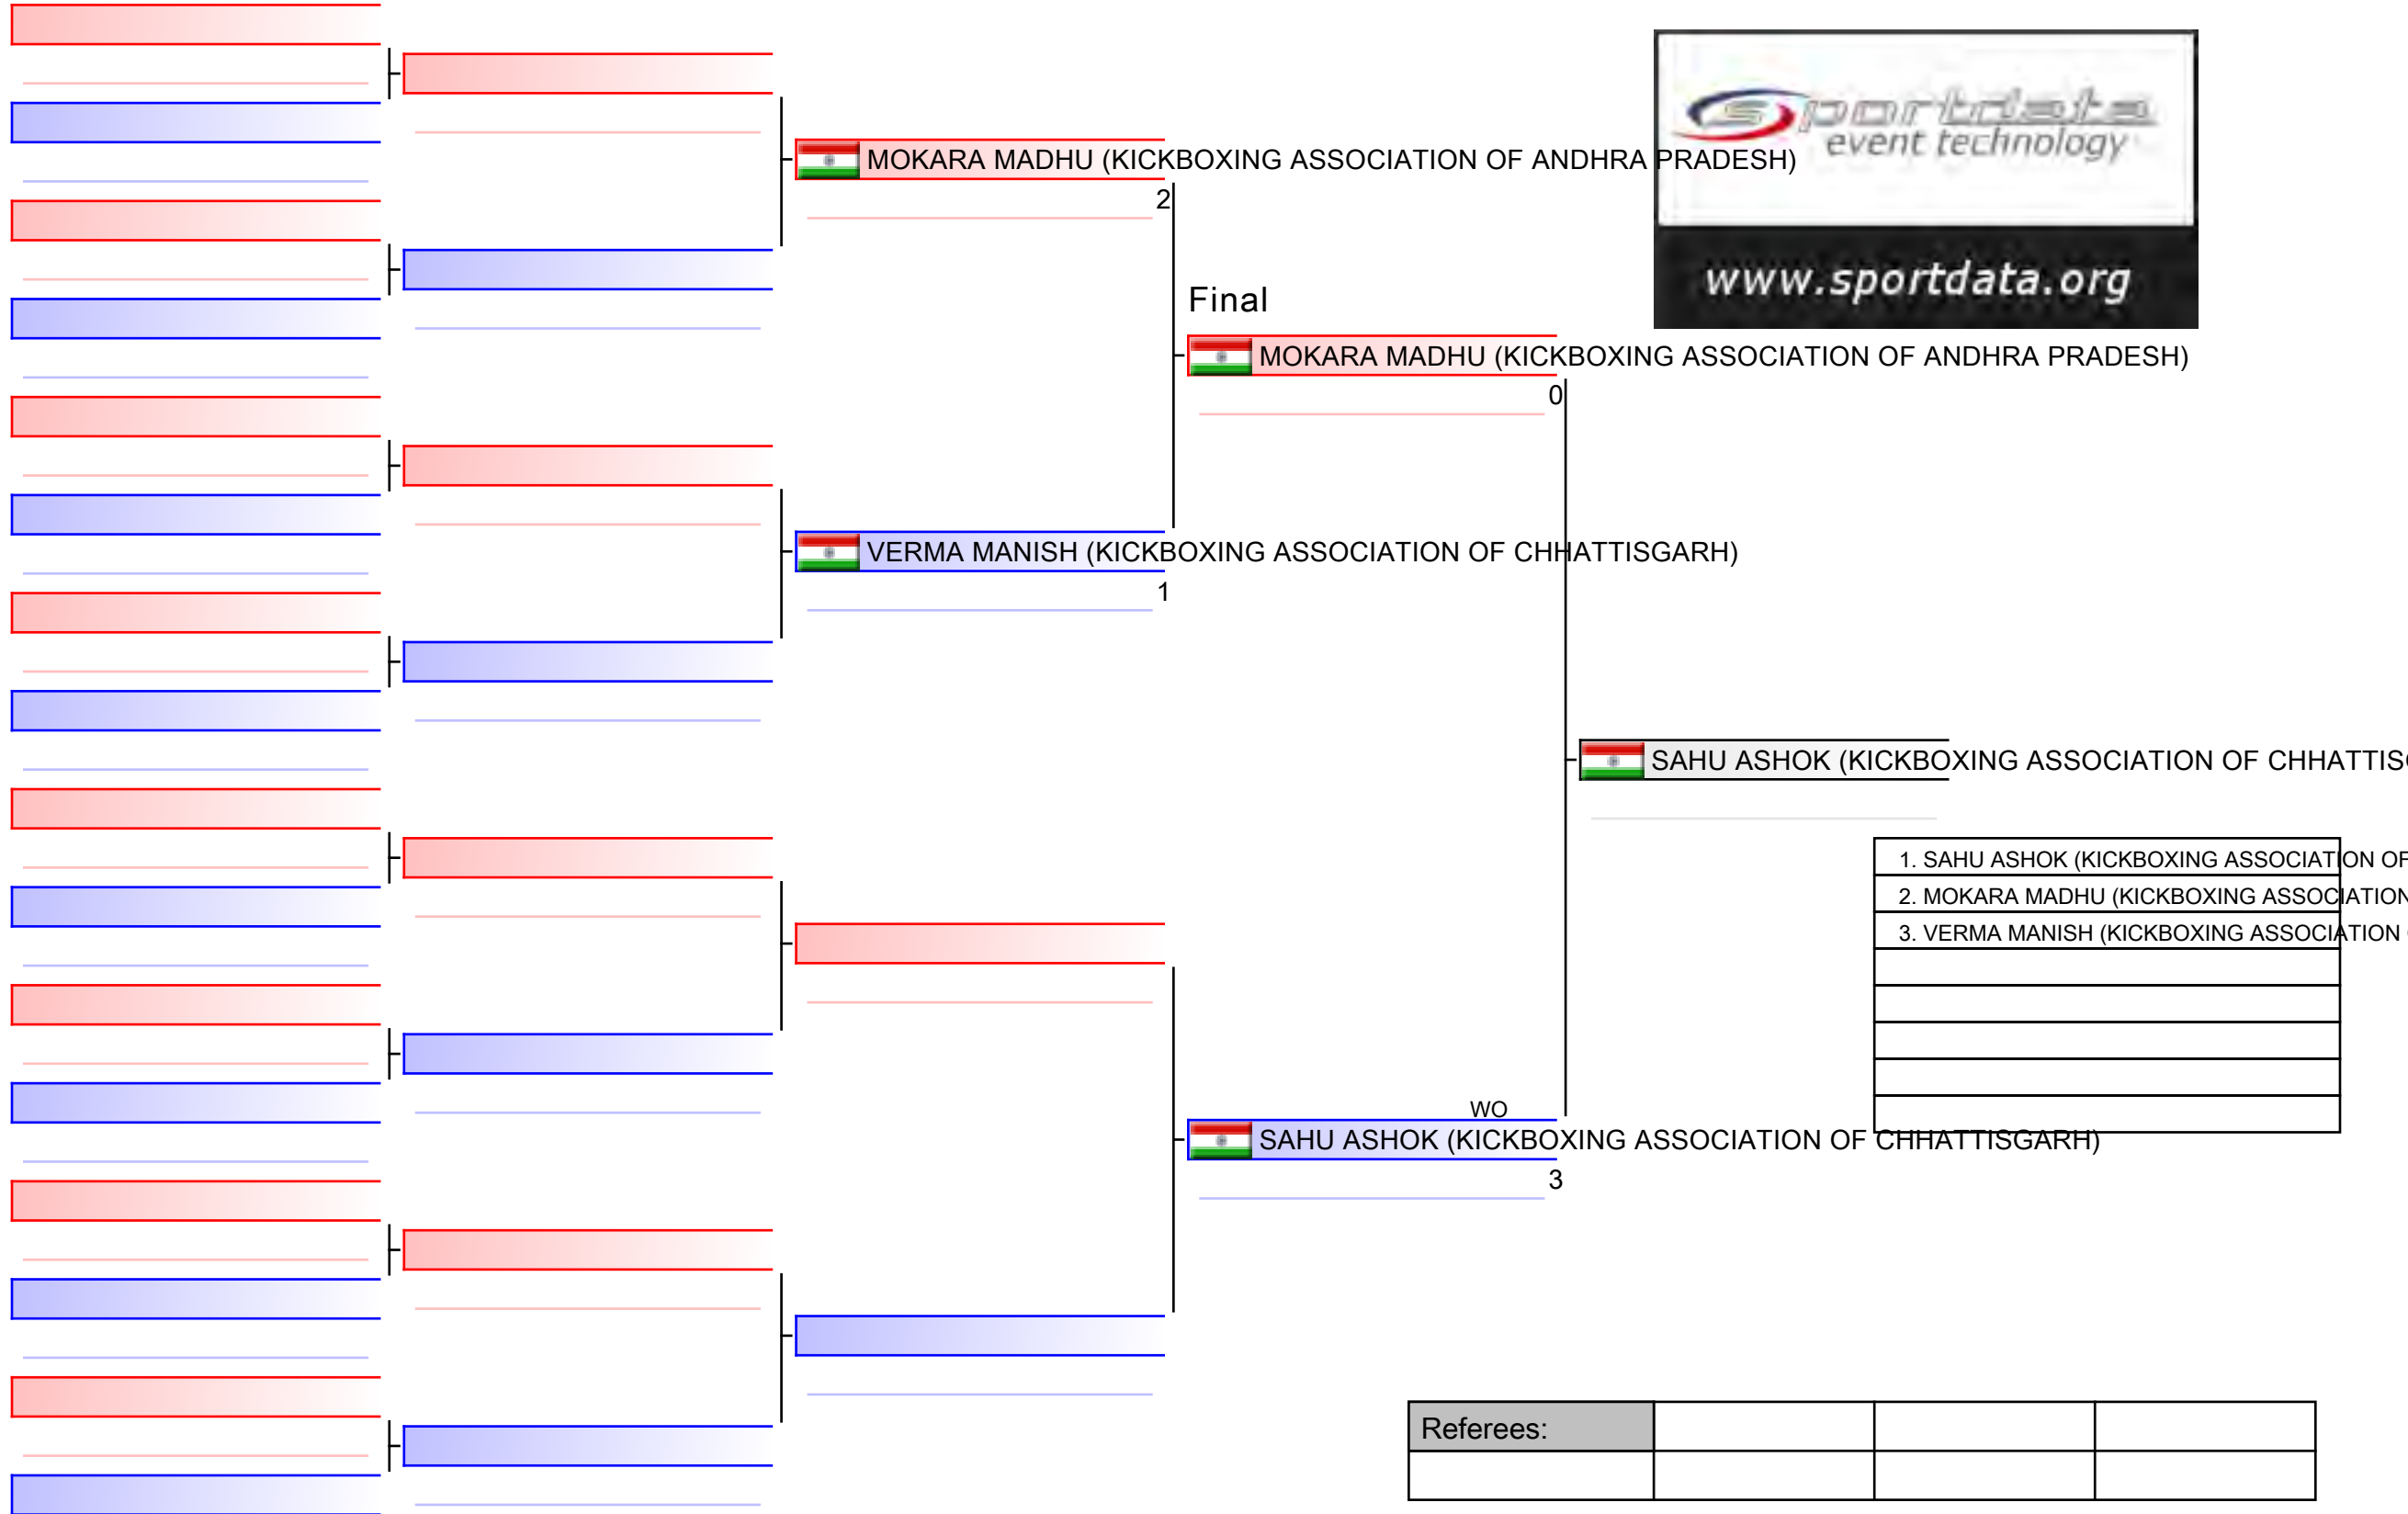 sportdata
event technology
www.sportdata.org
MOKARA MADHU (KICKBOXING ASSOCIATION OF ANDHRA PRADESH)
2
Final
MOKARA MADHU (KICKBOXING ASSOCIATION OF ANDHRA PRADESH)
0
VERMA MANISH (KICKBOXING ASSOCIATION OF CHHATTISGARH)
1
SAHU ASHOK (KICKBOXING ASSOCIATION OF CHHATTIS
1. SAHU ASHOK (KICKBOXING ASSOCIATION OF
2. MOKARA MADHU (KICKBOXING ASSOCIATION
3. VERMA MANISH (KICKBOXING ASSOCIATION
WO
SAHU ASHOK (KICKBOXING ASSOCIATION OF CHHATTISGARH)
3
Referees: